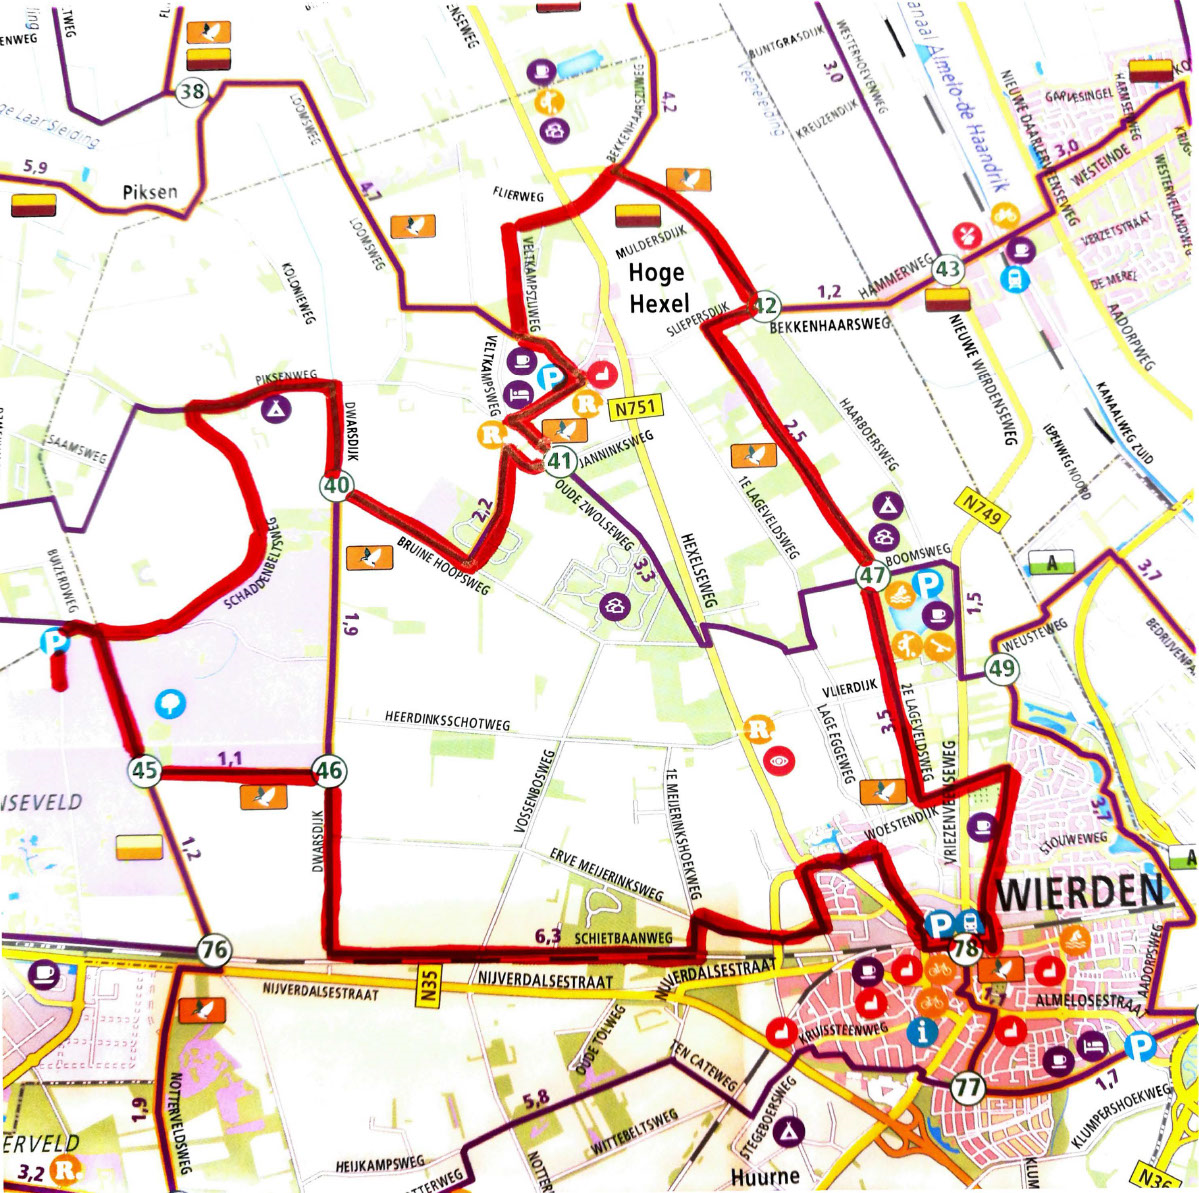 38
LOOMSWEG
4,7
LOOMSWEG
5,9
Piksen
KOLONIEWEG
FLIERWEG
BUNTGRASDIJK
WESTERHOEVENWEG
3,0
KREUZENDIJK
Veeneleiding
4,2
NIEUWE DAARLERVEENSEWEG
GARVESINGEL
HARMSENWEG
3,0
WESTEINDE
WESTERWEILANDWEG
VERZETSTRAAT
DE MEREL
AADORPWEG
MULDERSDIJK
Hoge
Hexel
SLIEPERSDIJK
42
1,2
HAMMERWEG
43
BEKKENHAARSWEG
NIEUWE WIERDENSEWEG
KANAALWEG ZUID
IEPENWEG NOORD
VELTKAMPSZIJWEG
VELTKAMPSWEG
P
R
R
N751
41
JANNINKSWEG
OUDE ZWOLSEWEG
3,3
2,2
PIKSENWEG
DWARSDIJK
40
BRUINE HOOPSWEG
SAAMSWEG
BUIZERDWEG
SCHADDENBELTSWEG
P
1,9
HAARBOERSWEG
2,5
1E LAGEVELDSWEG
HEXELSEWEG
N749
47
BOOMSWEG
P
1,5
A
3,7
WEUSTEWEG
49
VLIERDIJK
2E LAGEVELDSWEG
3,5
LAGE EGGEWEG
R
HEERDINKSSCHOTWEG
VOSSENBOSWEG
1E MEIJERINKSHOEKWEG
45
1,1
46
1,2
DWARSDIJK
ERVE MEIJERINKSWEG
WOESTENDIJK
VRIEZENVEENSEWEG
STOUWEWEG
3,7
A
WIERDEN
6,3
SCHIETBAANWEG
P
78
76
NIJVERDALSESTRAAT
N35
NIJVERDALSESTRAAT
NIJVERDALSESTRAAT
1,1
ALMELOSESTRAAT
AADORPSWEG
KRUISSTEENWEG
i
P
OUDE TOLWEG
TEN CATEWEG
77
1,7
KLUMPERSHOEKWEG
1,9
NOTTERVELDSWEG
5,8
WITTEBELTSWEG
STEGEBOERSWEG
HEIJKAMPSWEG
Huurne
3,2
R
N36